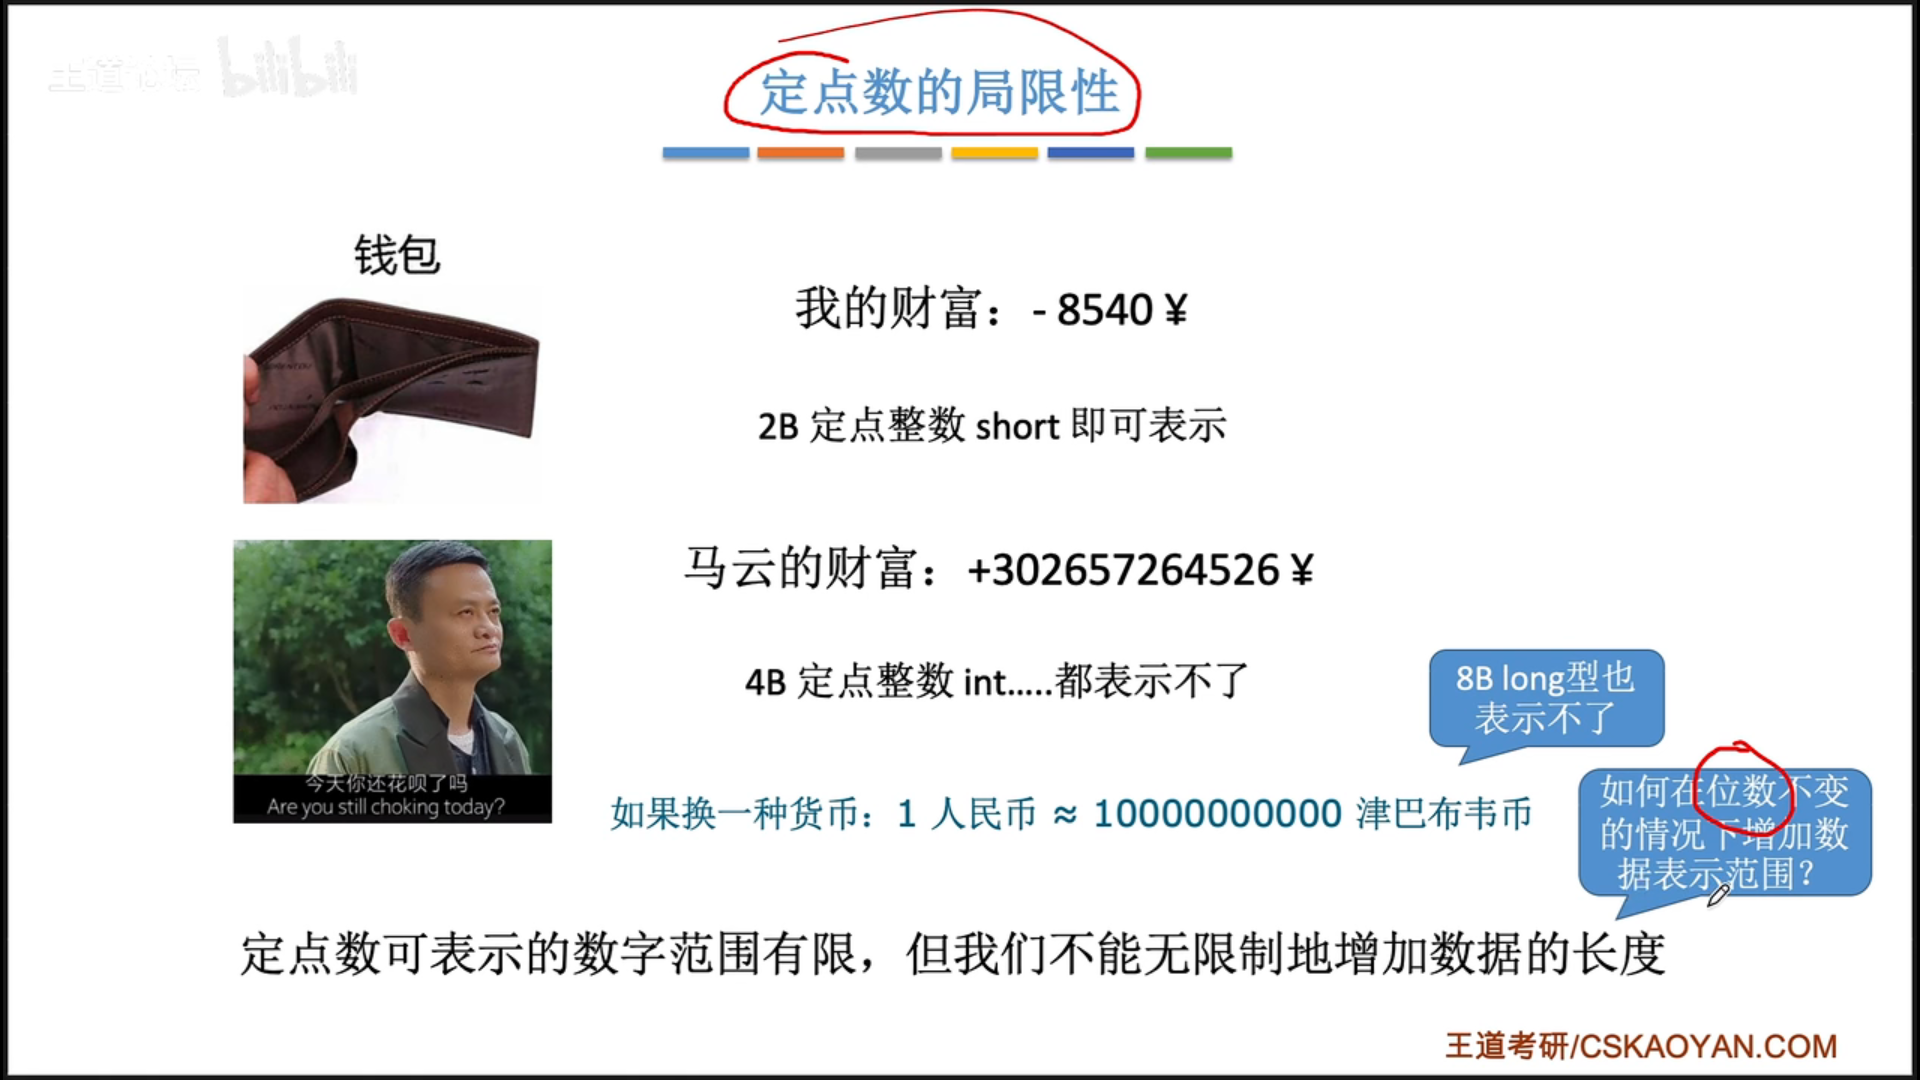 王道论坛 bilibili
定点数的局限性
钱包
我的财富：- 8540 ¥
2B 定点整数 short 即可表示
马云的财富：+302657264526 ¥
4B 定点整数 int…..都表示不了
8B long型也
表示不了
今天你还花呗了吗
Are you still choking today?
如果换一种货币：1 人民币 ≈ 10000000000 津巴布韦币
如何在位数不变
的情况下增加数
据表示范围？
定点数可表示的数字范围有限，但我们不能无限制地增加数据的长度
王道考研/CSKAOYAN.COM